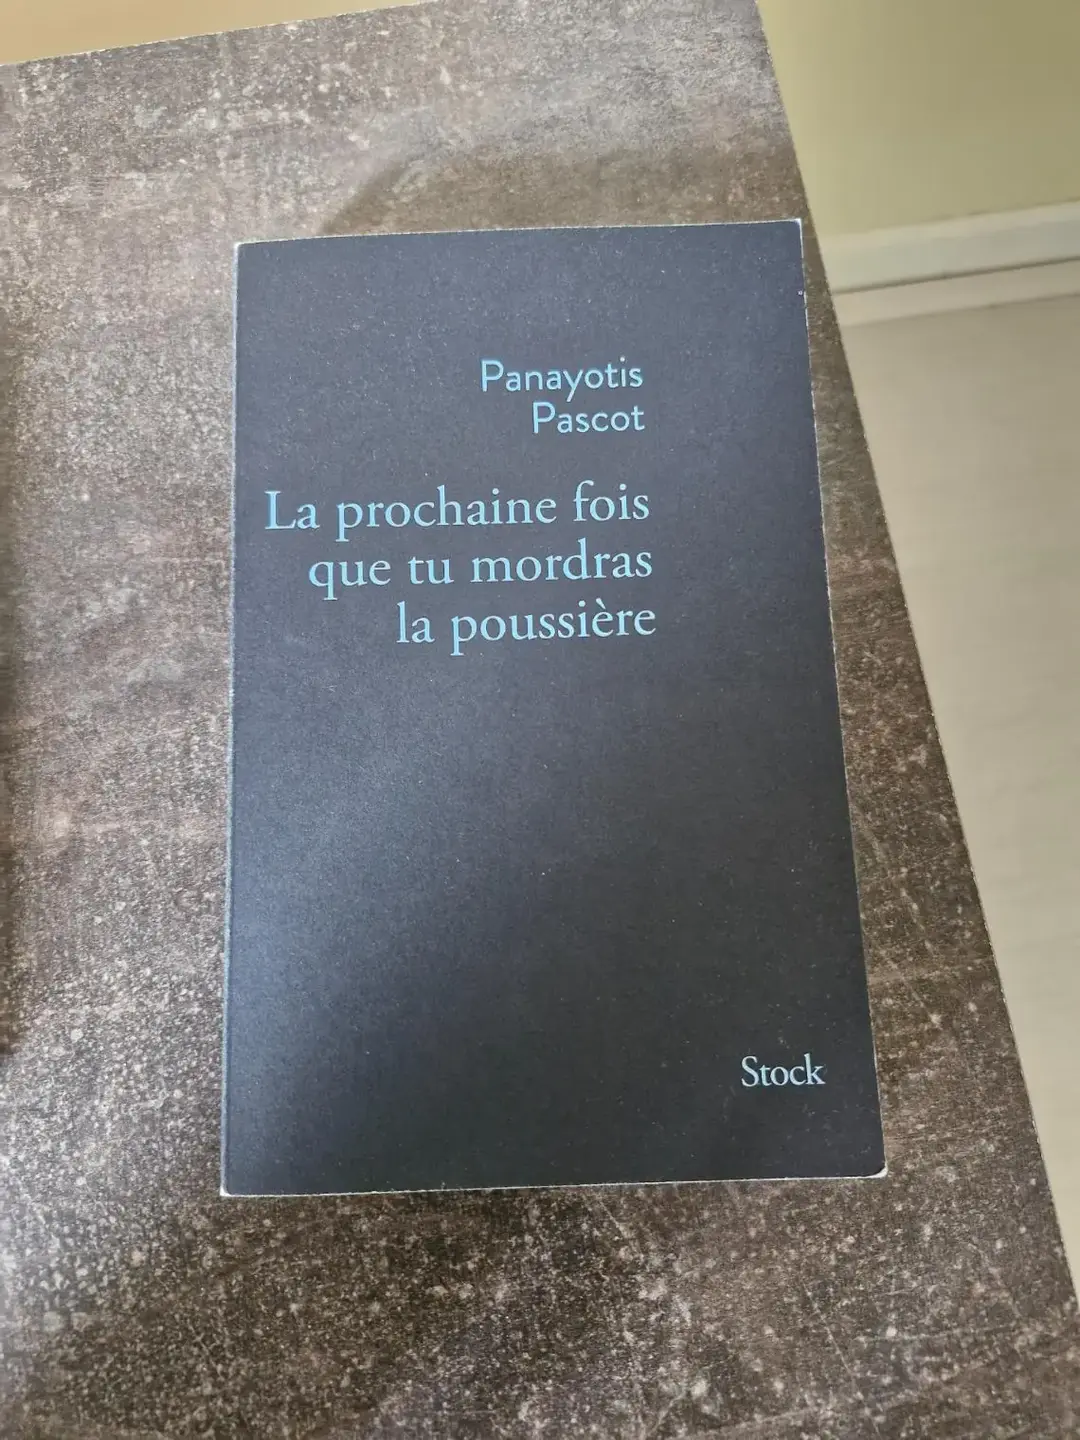 Panayotis
Pascot
La prochaine fois
que tu mordras
la poussière
Stock